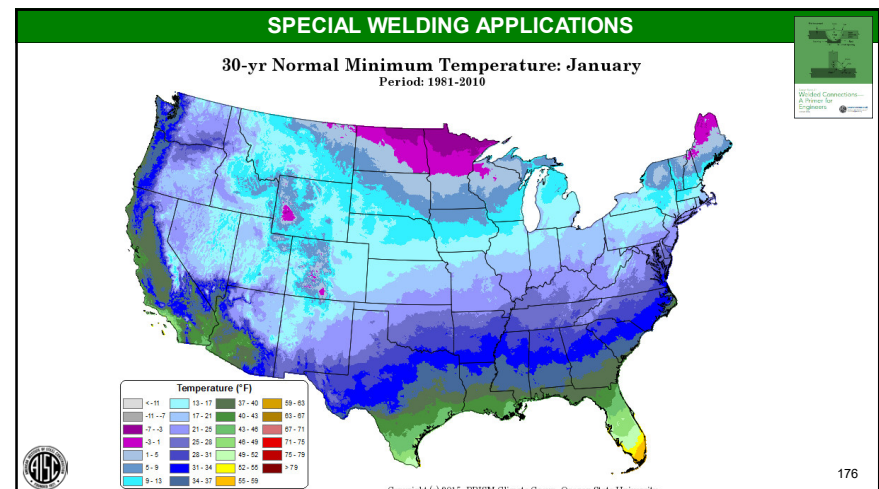 SPECIAL WELDING APPLICATIONS
30-yr Normal Minimum Temperature: January
Period: 1981-2010
Welded Connections—
A Primer for
Engineers
Temperature (°F)
< -11
-11 - -7
-7 - -3
-3 - 1
1 - 5
5 - 9
9 - 13
13 - 17
17 - 21
21 - 25
25 - 28
28 - 31
31 - 34
34 - 37
37 - 40
40 - 43
43 - 46
46 - 49
49 - 52
52 - 55
55 - 59
59 - 63
63 - 67
67 - 71
71 - 75
75 - 79
> 79
AISC
176